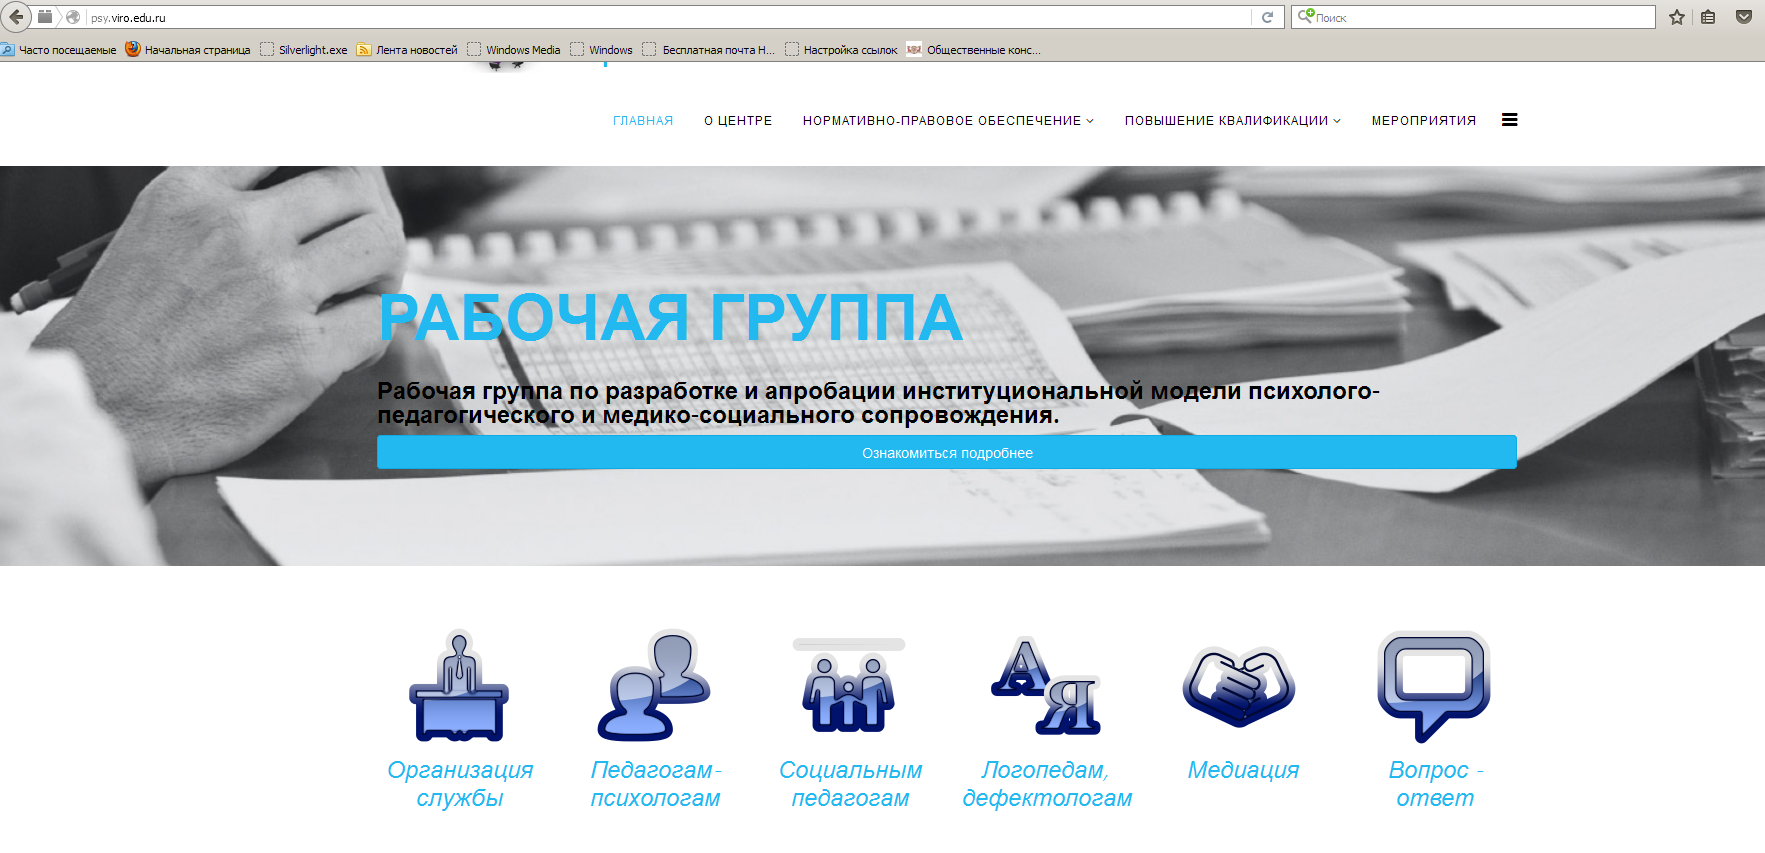 psy.viro.edu.ru
Поиск
Часто посещаемые Начальная страница Silverlight.exe Лента новостей Windows Media Windows Бесплатная почта H... Настройка ссылок Общественные конс...
ГЛАВНАЯ О ЦЕНТРЕ НОРМАТИВНО-ПРАВОВОЕ ОБЕСПЕЧЕНИЕ ПОВЫШЕНИЕ КВАЛИФИКАЦИИ МЕРОПРИЯТИЯ
РАБОЧАЯ ГРУППА
Рабочая группа по разработке и апробации институциональной модели психолого-
педагогического и медико-социального сопровождения.
Ознакомиться подробнее
Организация
службы
Педагогам-
психологам
Социальным
педагогам
Логопедам,
дефектологам
Медиация
Вопрос -
ответ